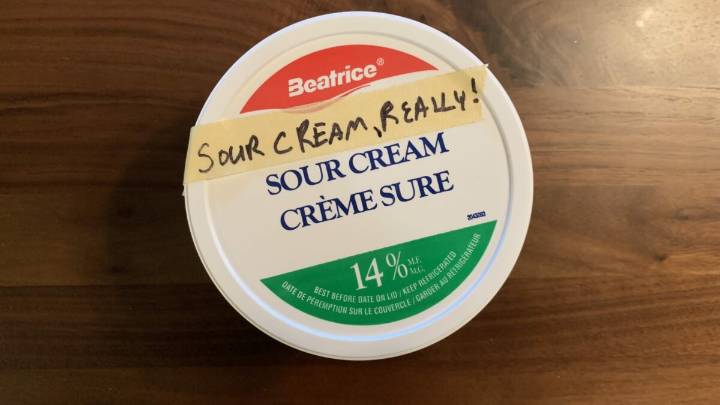 Beatrice®
SOUR CREAM, REALLY!
SOUR CREAM
CRÈME SURE
14% M.F.
M.G.
BEST BEFORE DATE ON LID / KEEP REFRIGERATED
DATE DE PEREMPTION SUR LE COUVERCLE / GARDER AU RÉFRIGÉRATEUR